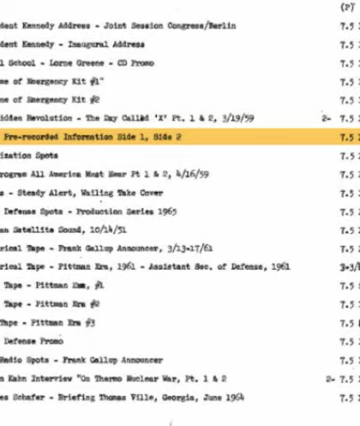 (P)
dent Kennedy Address - Joint Session Congress/Berlin 7.5
dent Kennedy - Inaugural Address 7.5
l School - Lorne Greene - CD Promo 7.5
me of Emergency Kit #1" 7.5
me of Emergency Kit #2 7.5
idden Revolution - The Day Called 'X' Pt. 1 & 2, 3/19/59 2- 7.5
Pre-recorded Information Side 1, Side 2 7.5
ization Spots 7.5
rogram All America Must Hear Pt 1 & 2, 4/16/59 7.5
s - Steady Alert, Wailing Take Cover 7.5
Defense Spots - Production Series 1965 7.5
an Satellite Sound, 10/14/51 7.5
rical Tape - Frank Gallop Announcer, 3/13-17/61 7.5
rical Tape - Pittman Era, 1961 - Assistant Sec. of Defense, 1961 3-3/
Tape - Pittman Era, #1 7.5
Tape - Pittman Era #2 7.5
Tape - Pittman Era #3 7.5
Defense Promo 7.5
Radio Spots - Frank Gallop Announcer 7.5
n Kahn Interview "On Thermo Nuclear War, Pt. 1 & 2 2- 7.5
es Schafer - Briefing Thomas Ville, Georgia, June 1964 7.5